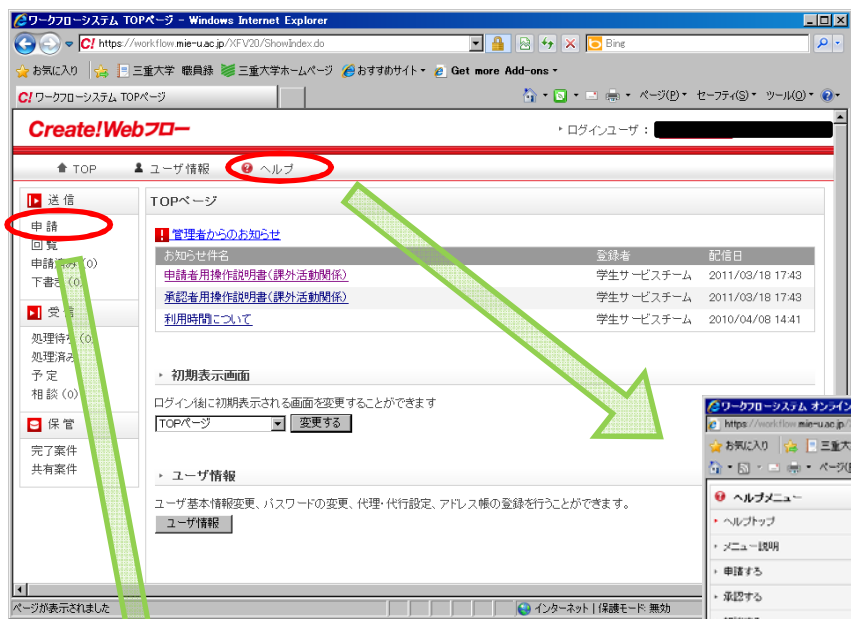 ワークフローシステム TOPページ - Windows Internet Explorer
C! https://workflow.mie-u.ac.jp/XFV20/ShowIndex.do
Bing
お気に入り 三重大学 職員録 三重大学ホームページ おすすめサイト Get more Add-ons
C! ワークフローシステム TOPページ
ページ(P) セーフティ(S) ツール(O)
Create!Webフロー
ログインユーザ：
TOP ユーザ情報 ヘルプ
送信
申請
回覧
申請済み (0)
下書き (0)
受信
処理待ち (0)
処理済み
予定
相談 (0)
保管
完了案件
共有案件
TOPページ
管理者からのお知らせ
お知らせ件名 登録者 配信日
申請者用操作説明書(課外活動関係) 学生サービスチーム 2011/03/18 17:43
承認者用操作説明書(課外活動関係) 学生サービスチーム 2011/03/18 17:43
利用時間について 学生サービスチーム 2010/04/08 14:41
初期表示画面
ログイン後に初期表示される画面を変更することができます
TOPページ 変更する
ユーザ情報
ユーザ基本情報変更、パスワードの変更、代理・代行設定、アドレス帳の登録を行うことができます。
ユーザ情報
ページが表示されました
インターネット | 保護モード: 無効
ワークフローシステム オンライン
https://workflow.mie-u.ac.jp/
お気に入り 三重大
ページ(
ヘルプメニュー
ヘルプトップ
メニュー説明
申請する
承認する